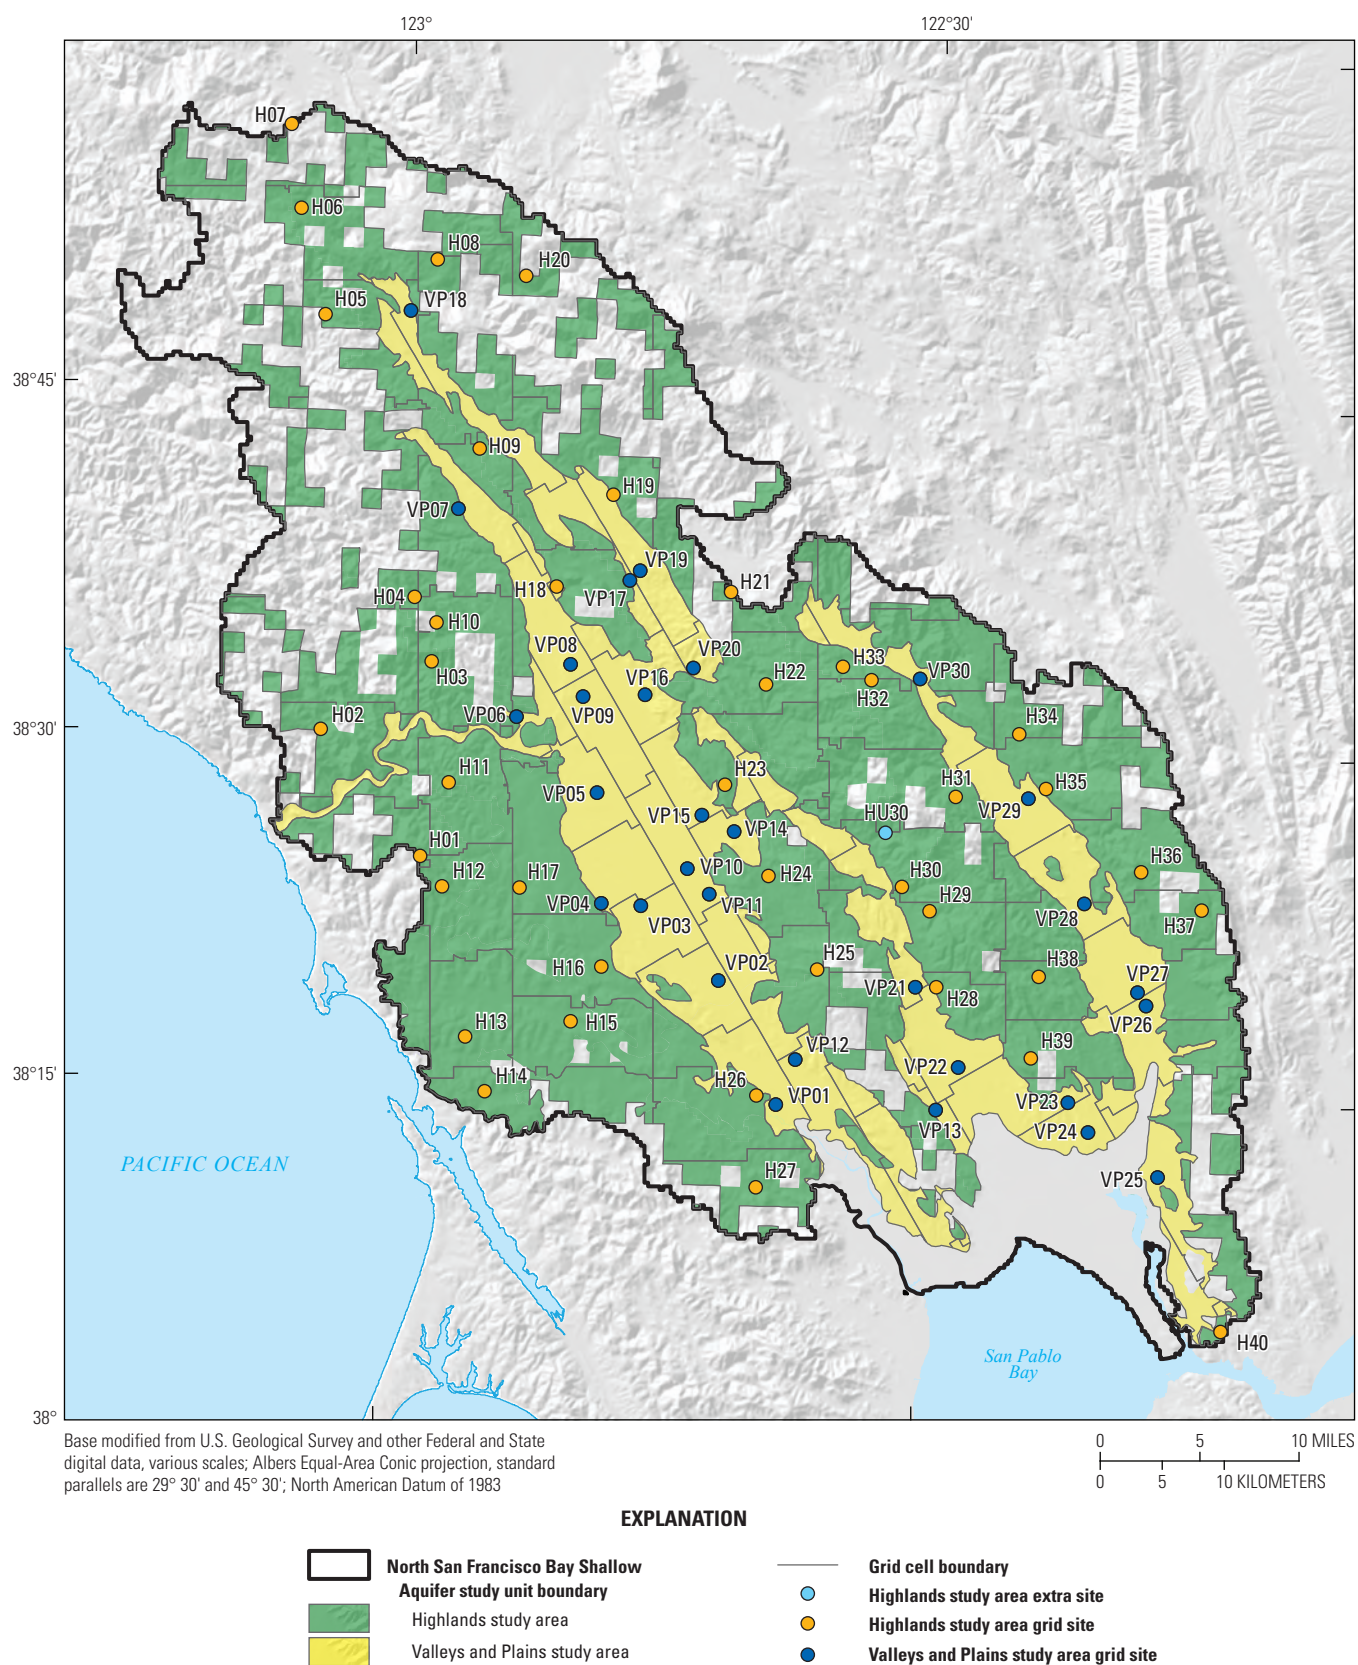 123°
122°30'
H07
H06
H08
H20
H05
VP18
38°45'
H09
H19
VP07
VP19
H18
VP17
H21
H04
H10
VP08
H33
H03
VP16
VP20
H22
VP30
H32
VP06
VP09
H02
H34
38°30'
H11
H23
H31
H35
VP05
VP29
VP15
VP14
HU30
H01
H12
H17
VP10
H24
H30
H36
VP04
VP11
H29
VP28
H37
VP03
H16
VP02
H25
H38
VP27
VP21
H28
H13
H15
VP26
H39
VP12
38°15'
H14
H26
VP22
VP01
VP23
VP13
VP24
PACIFIC OCEAN
H27
VP25
H40
San Pablo
Bay
38°
Base modified from U.S. Geological Survey and other Federal and State
digital data, various scales; Albers Equal-Area Conic projection, standard
parallels are 29° 30' and 45° 30'; North American Datum of 1983
0 5 10 MILES
0 5 10 KILOMETERS
EXPLANATION
North San Francisco Bay Shallow
Aquifer study unit boundary
Highlands study area
Valleys and Plains study area
Grid cell boundary
Highlands study area extra site
Highlands study area grid site
Valleys and Plains study area grid site